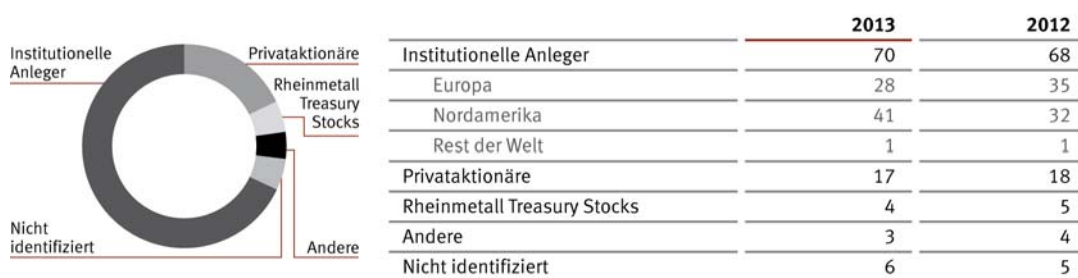 Institutionelle
Anleger
Privataktionäre
Rheinmetall
Treasury
Stocks
Nicht
identifiziert
Andere
2013 2012
Institutionelle Anleger 70 68
Europa 28 35
Nordamerika 41 32
Rest der Welt 1 1
Privataktionäre 17 18
Rheinmetall Treasury Stocks 4 5
Andere 3 4
Nicht identifiziert 6 5